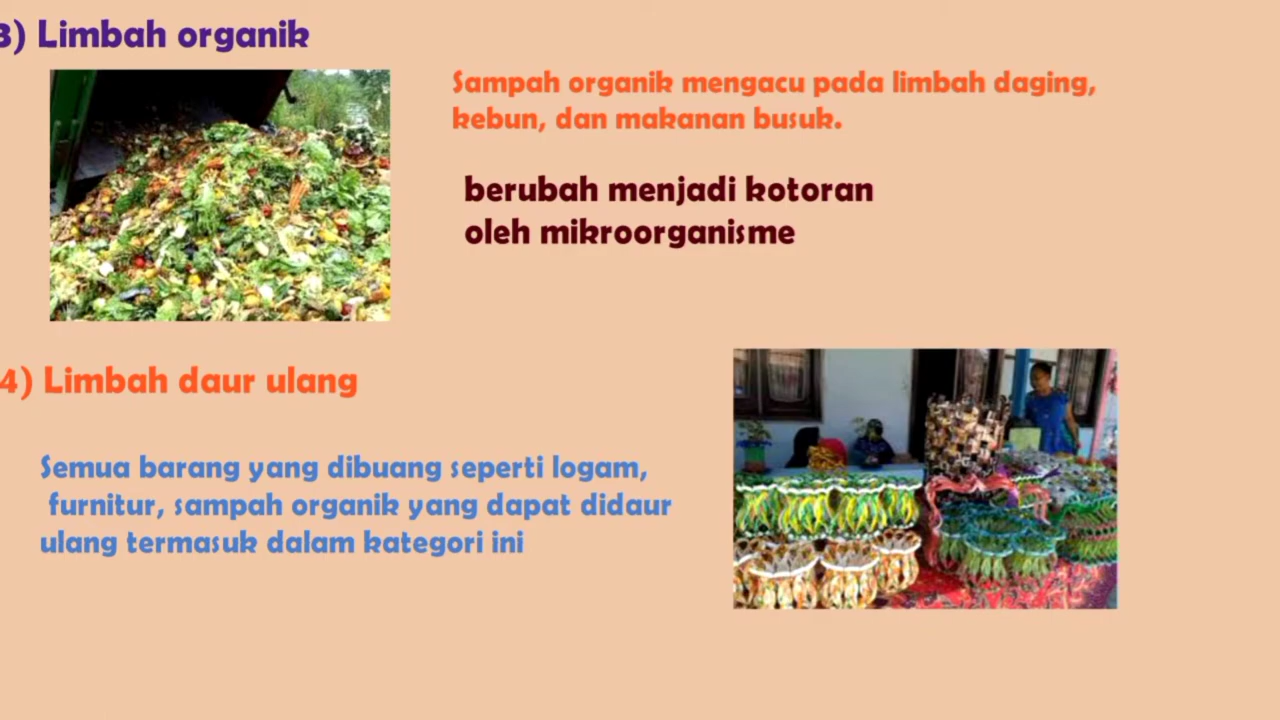 3) Limbah organik
Sampah organik mengacu pada limbah daging,
kebun, dan makanan busuk.
berubah menjadi kotoran
oleh mikroorganisme
4) Limbah daur ulang
Semua barang yang dibuang seperti logam,
furnitur, sampah organik yang dapat didaur
ulang termasuk dalam kategori ini